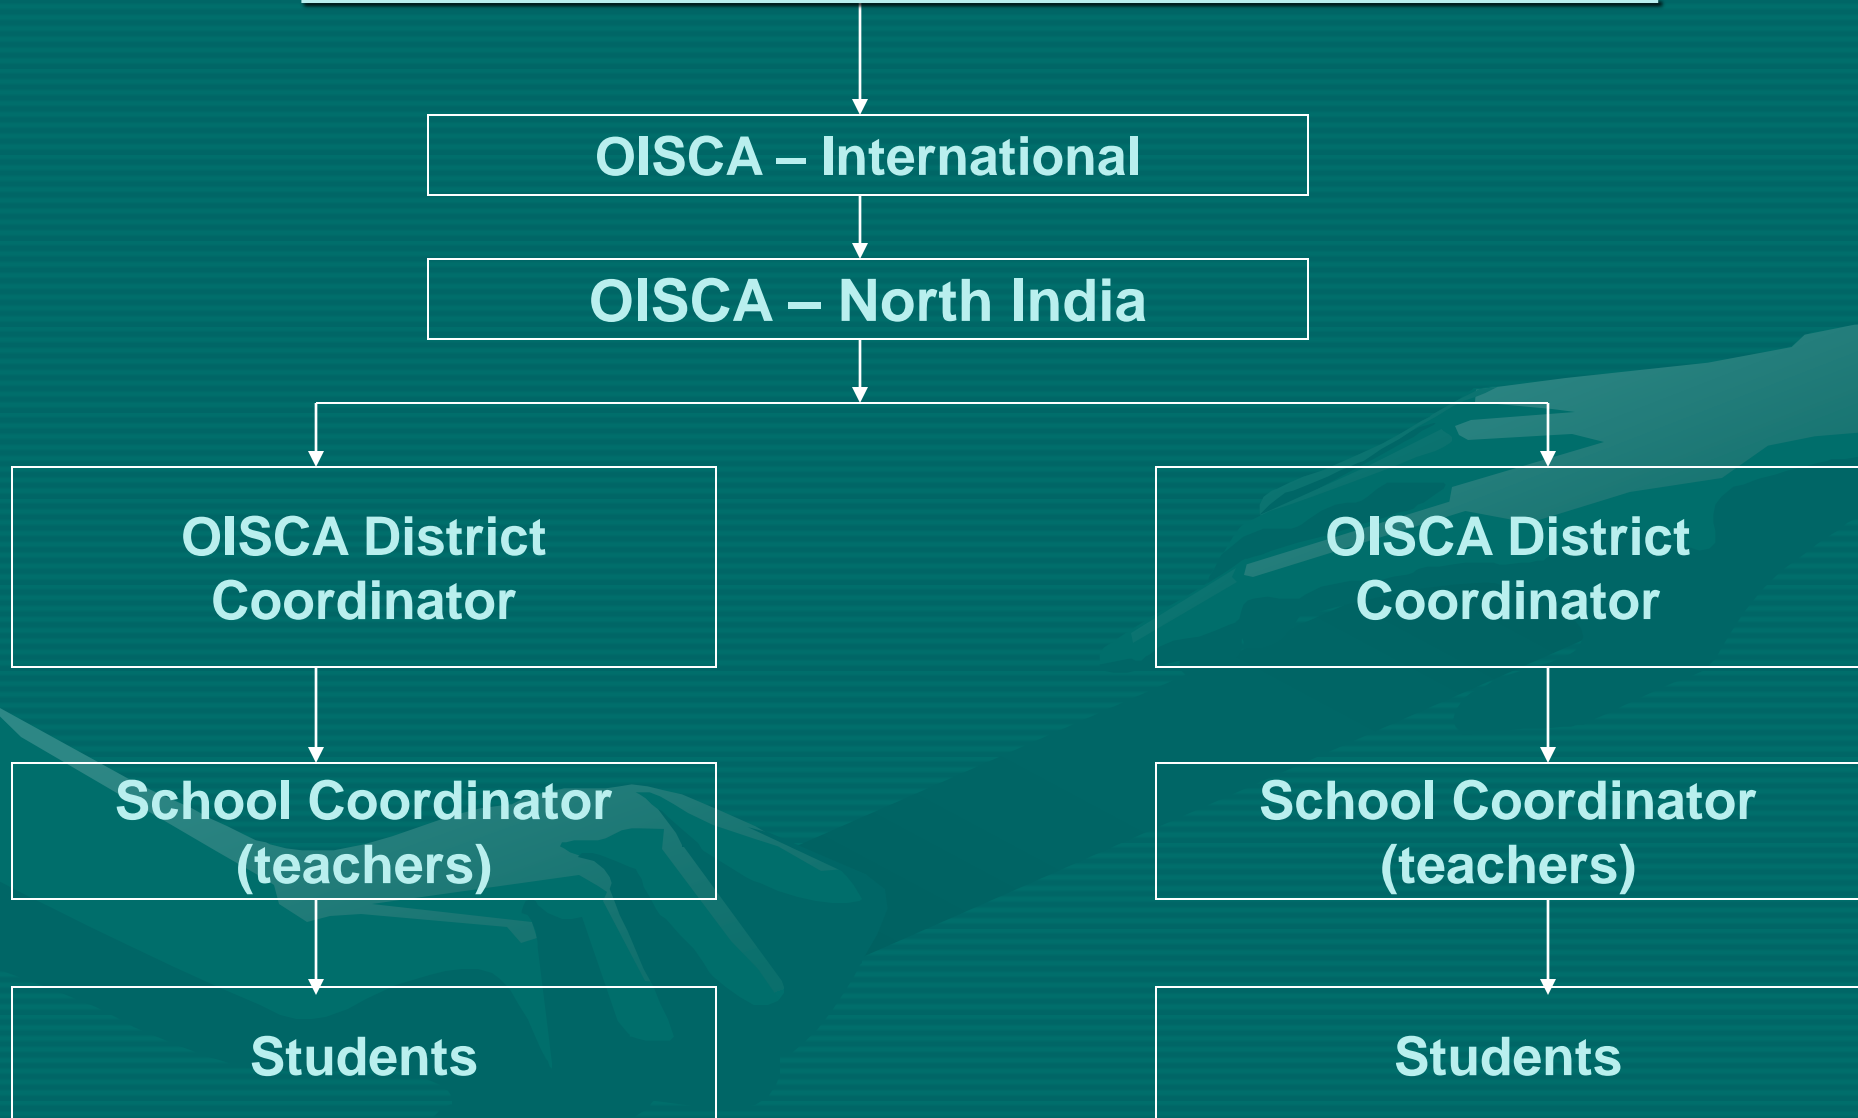 OISCA – International
OISCA – North India
OISCA District
Coordinator
OISCA District
Coordinator
School Coordinator
(teachers)
School Coordinator
(teachers)
Students
Students